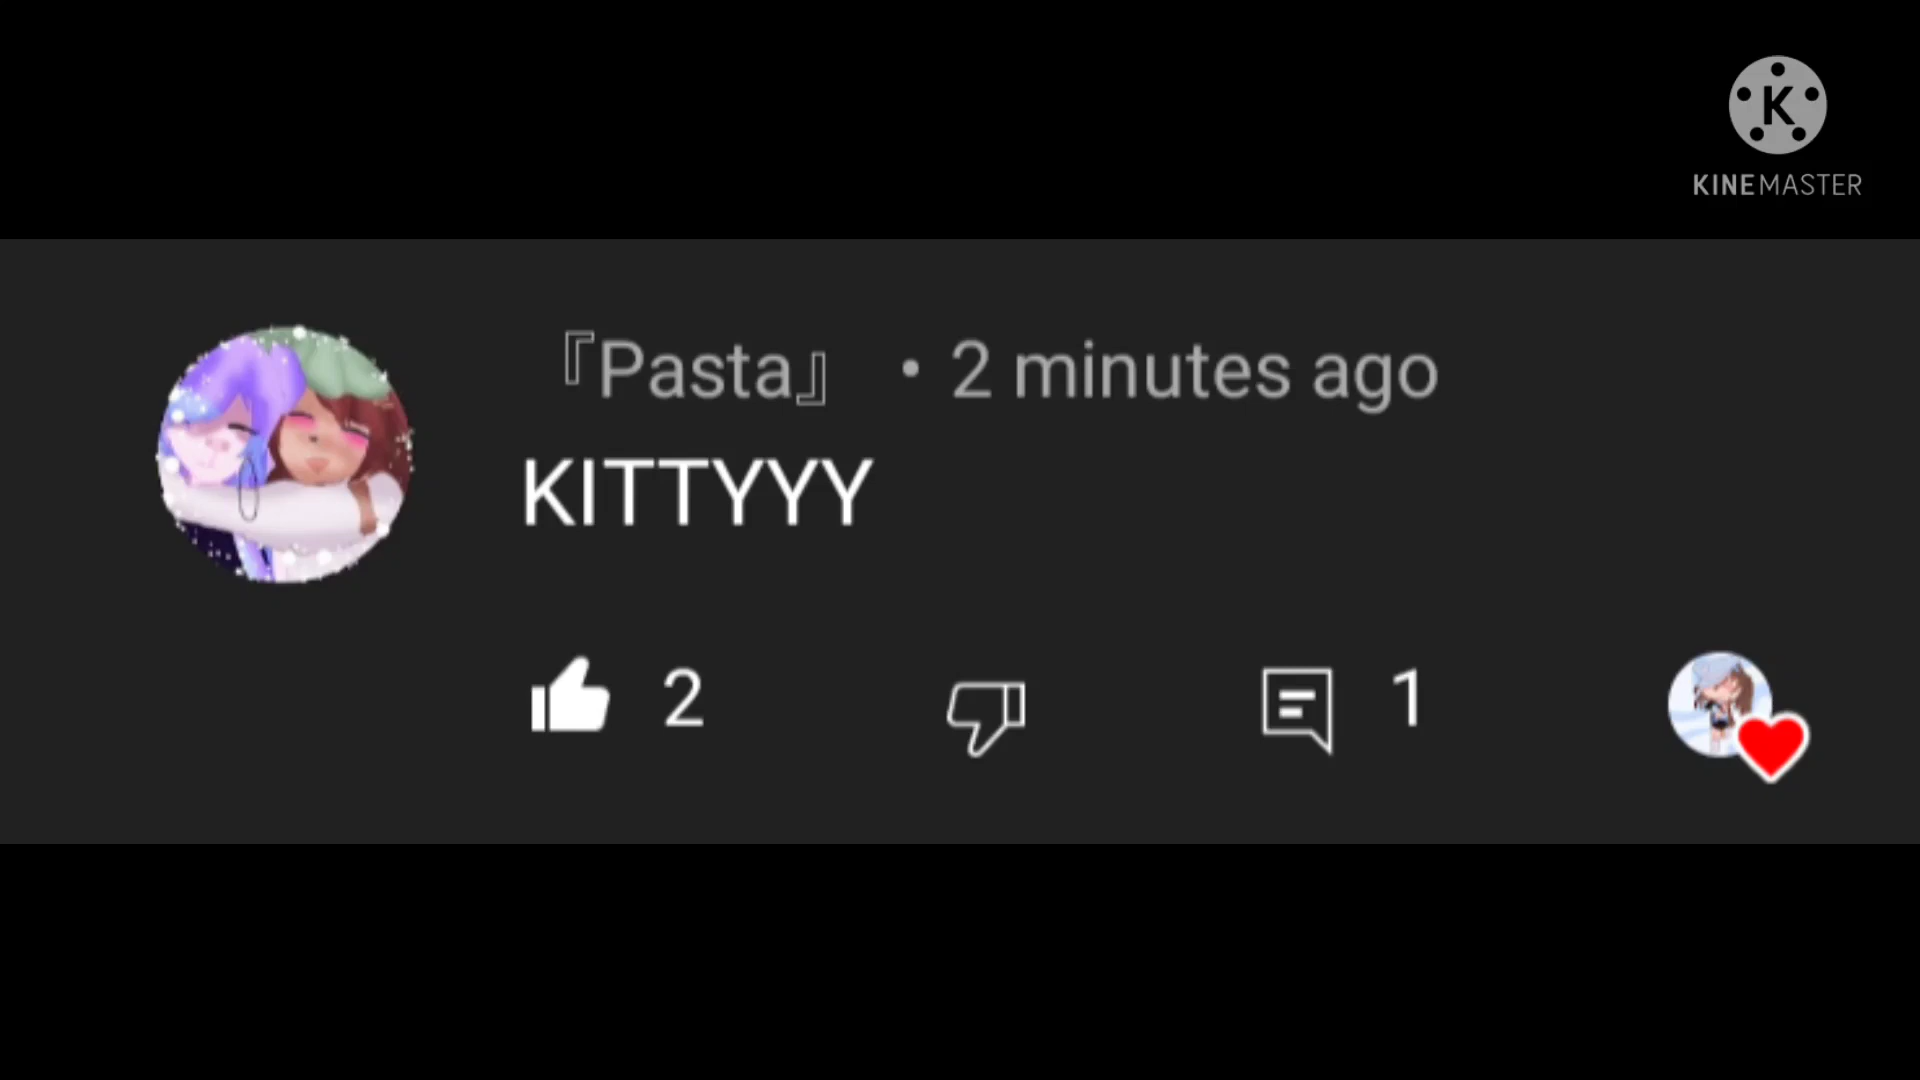 K
KINEMASTER
『Pasta』 • 2 minutes ago
KITTYYY
2
1